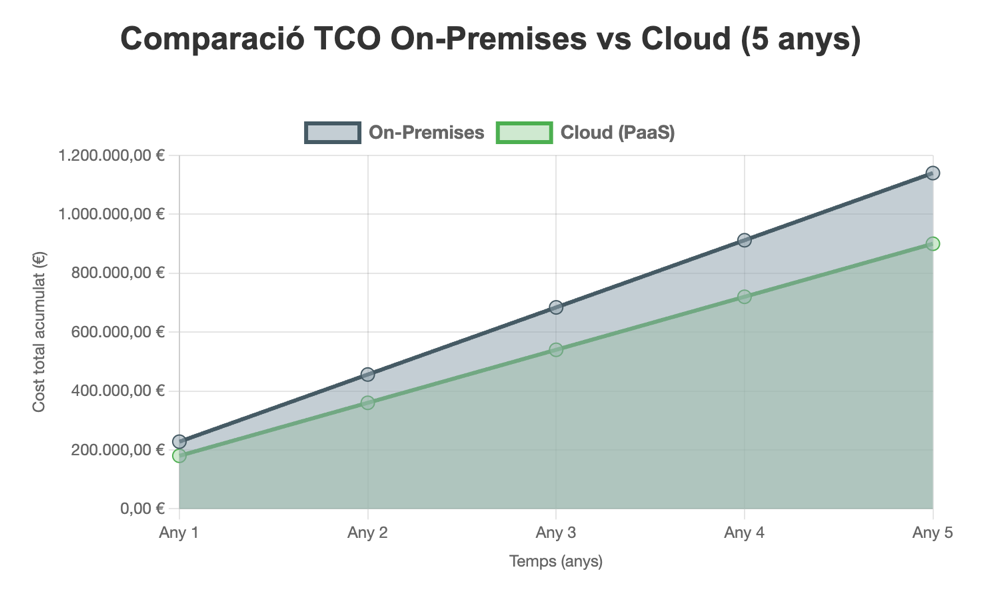 Comparació TCO On-Premises vs Cloud (5 anys)
On-Premises
Cloud (PaaS)
1.200.000,00 €
1.000.000,00 €
800.000,00 €
600.000,00 €
400.000,00 €
200.000,00 €
0,00 €
Cost total acumulat (€)
Any 1
Any 2
Any 3
Any 4
Any 5
Temps (anys)